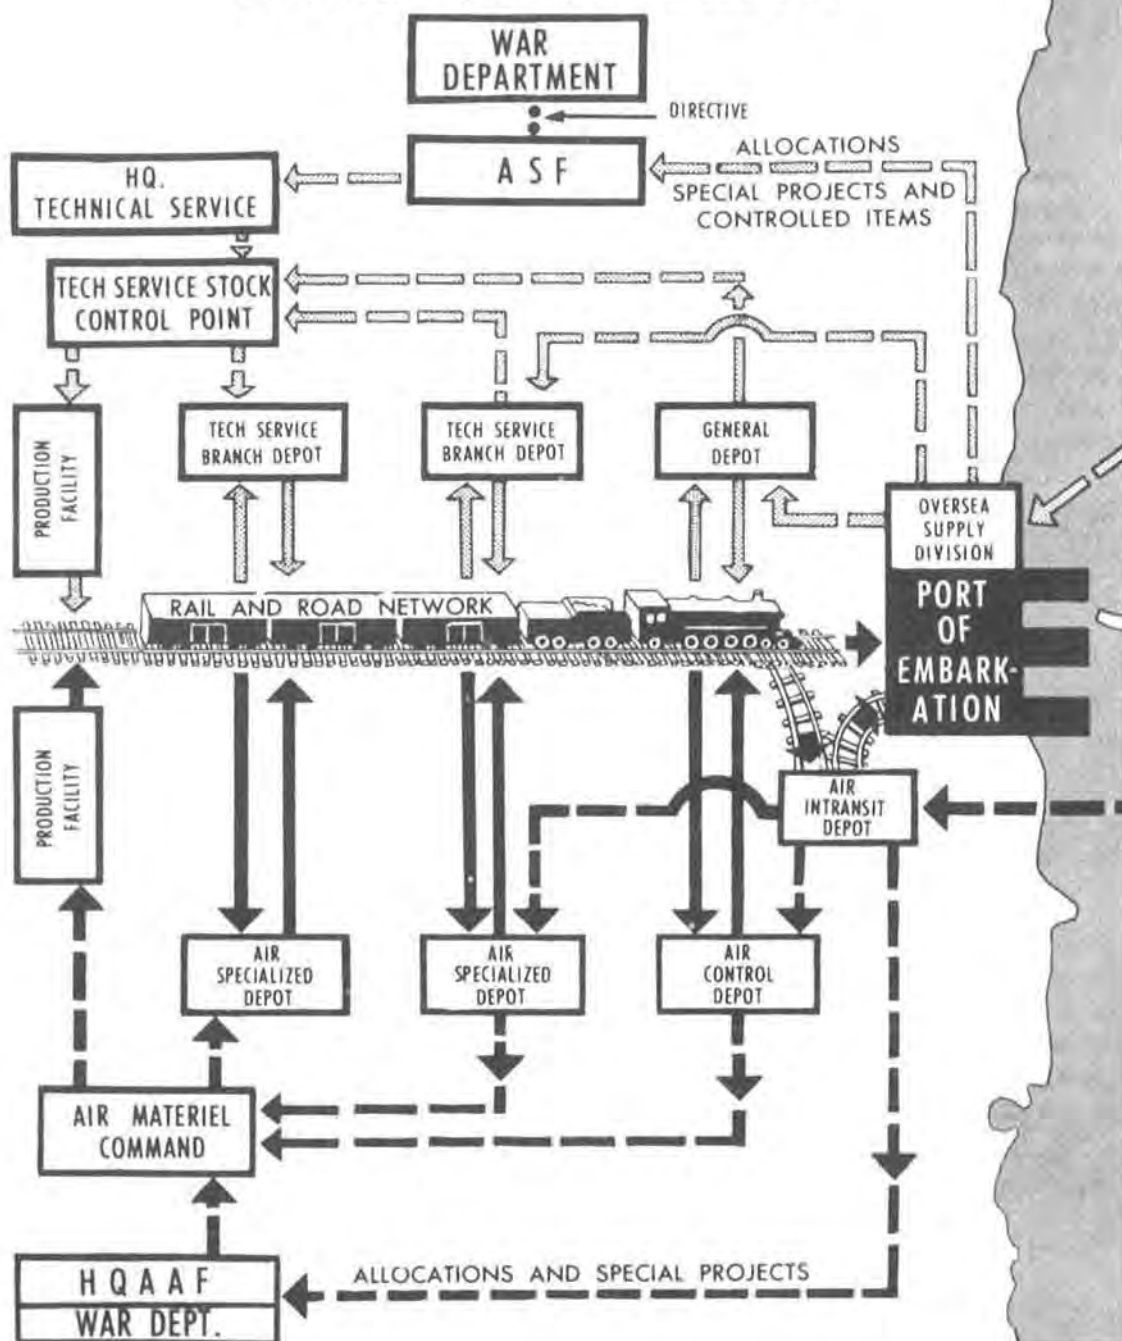 WAR
DEPARTMENT
DIRECTIVE
ASF
ALLOCATIONS
SPECIAL PROJECTS AND
CONTROLLED ITEMS
HQ.
TECHNICAL SERVICE
TECH SERVICE STOCK
CONTROL POINT
PRODUCTION
FACILITY
TECH SERVICE
BRANCH DEPOT
TECH SERVICE
BRANCH DEPOT
GENERAL
DEPOT
OVERSEA
SUPPLY
DIVISION
RAIL AND ROAD NETWORK
PORT
OF
EMBARK-
ATION
PRODUCTION
FACILITY
AIR
INTRANSIT
DEPOT
AIR
SPECIALIZED
DEPOT
AIR
SPECIALIZED
DEPOT
AIR
CONTROL
DEPOT
AIR MATERIEL
COMMAND
HQAAF
WAR DEPT.
ALLOCATIONS AND SPECIAL PROJECTS